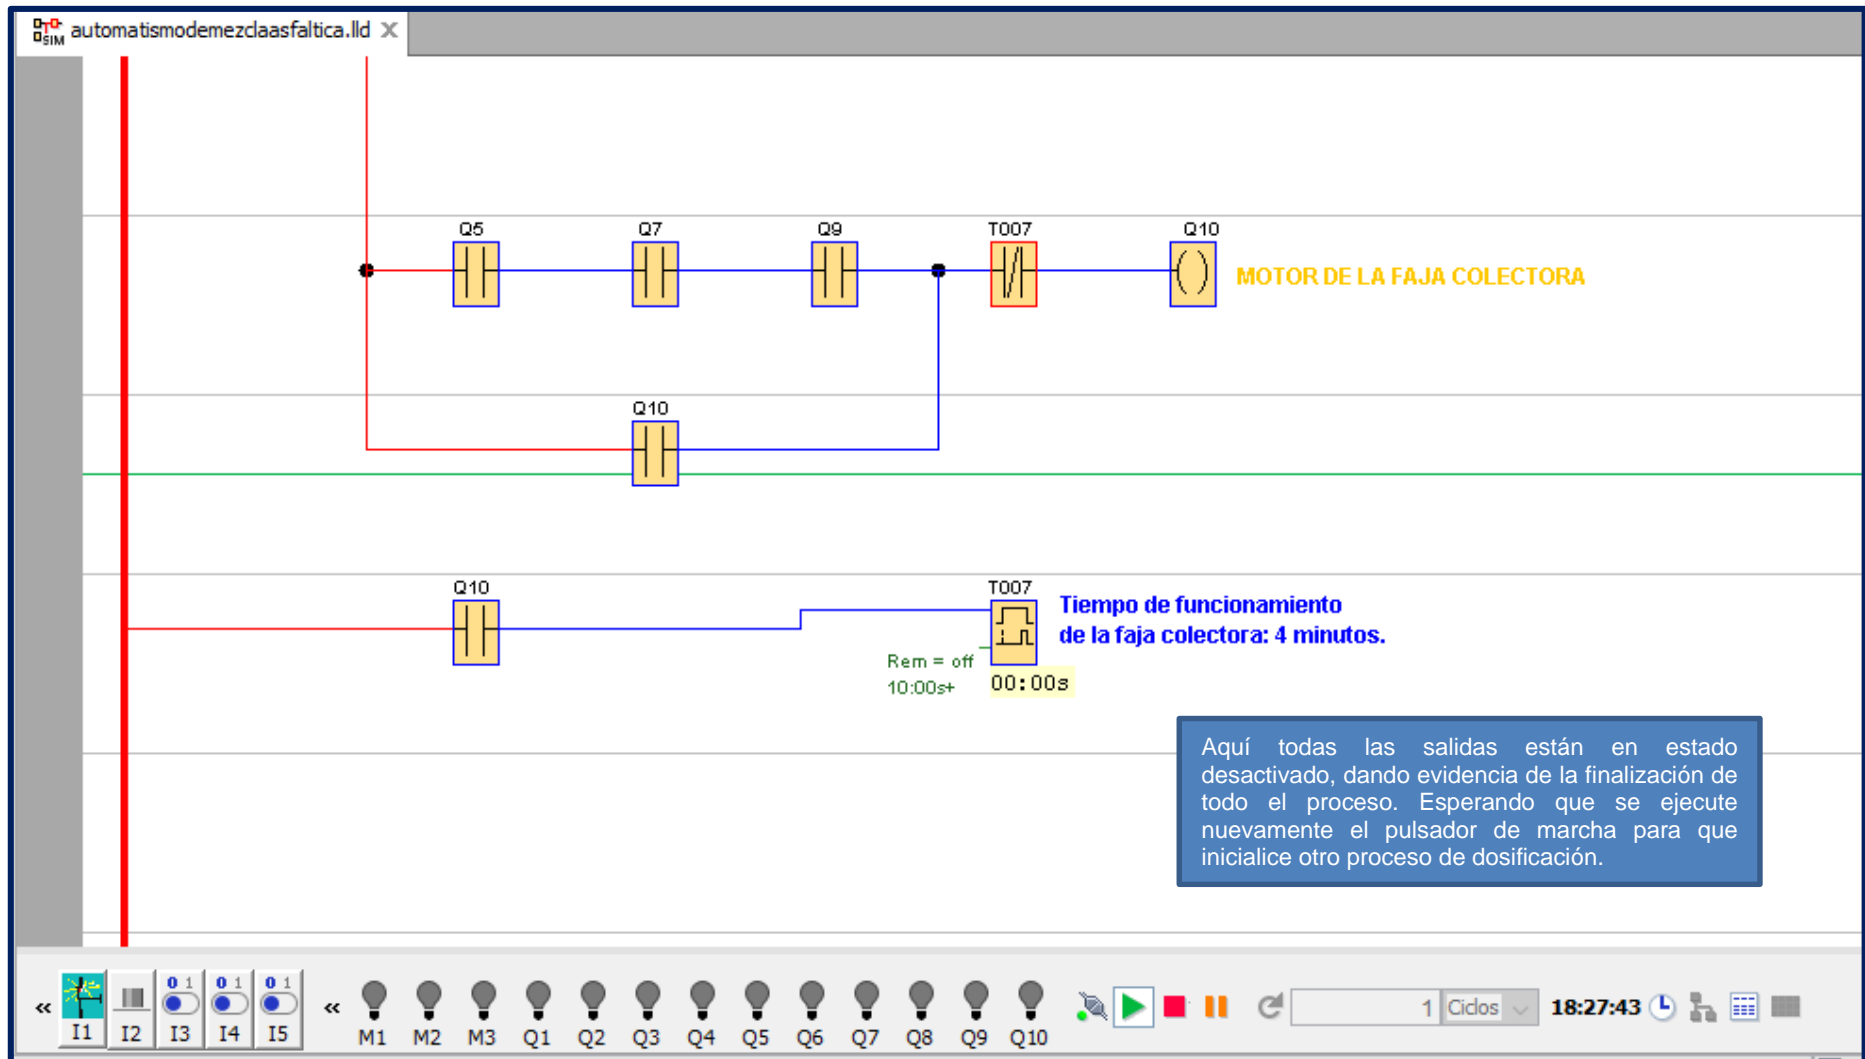 SIM automatismodemezclaasfaltica.lld X
Q5 Q7 Q9 T007 Q10
MOTOR DE LA FAJA COLECTORA
Q10
Q10 T007
Tiempo de funcionamiento
de la faja colectora: 4 minutos.
Rem = off
10:00s+ 00:00s
Aquí todas las salidas están en estado
desactivado, dando evidencia de la finalización de
todo el proceso. Esperando que se ejecute
nuevamente el pulsador de marcha para que
inicialice otro proceso de dosificación.
0 1 0 1 0 1
« «
1 Ciclos 18:27:43
I1 I2 I3 I4 I5 M1 M2 M3 Q1 Q2 Q3 Q4 Q5 Q6 Q7 Q8 Q9 Q10